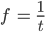 f = 1/t